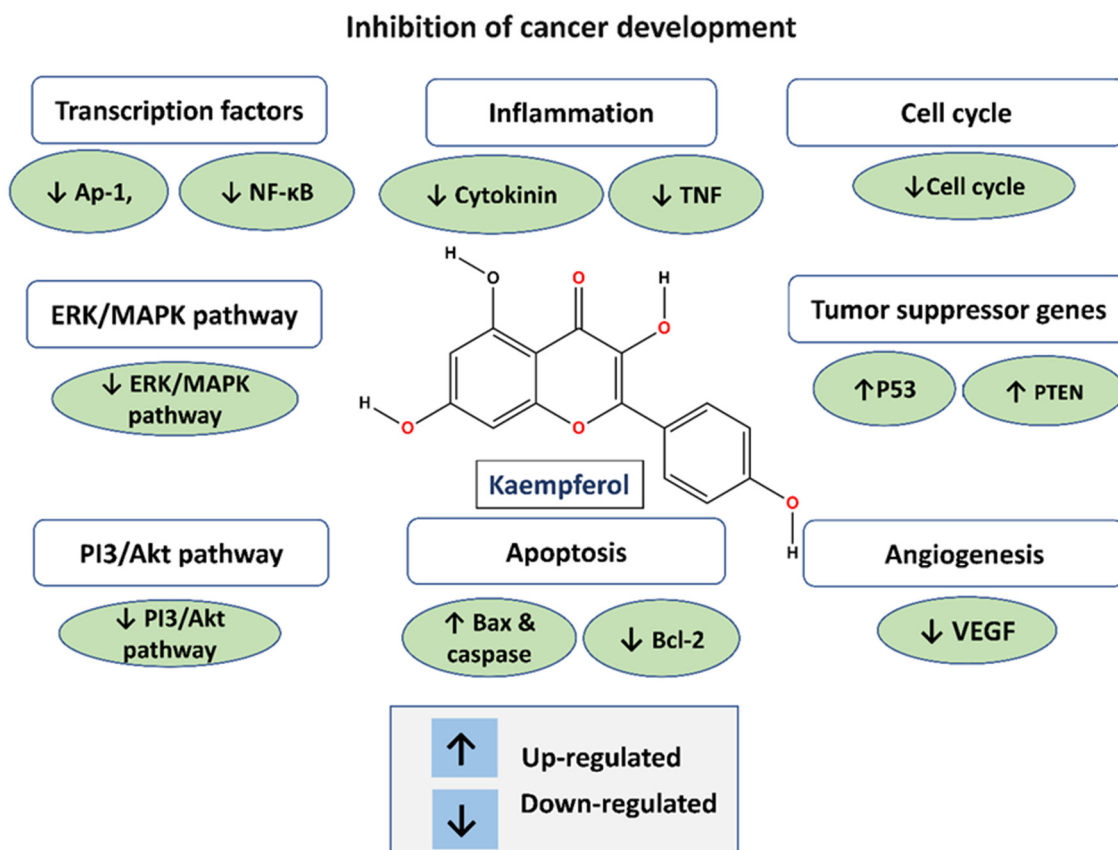 Inhibition of cancer development
Transcription factors
↓ Ap-1,
↓ NF-κB
Inflammation
↓ Cytokinin
↓ TNF
Cell cycle
↓Cell cycle
ERK/MAPK pathway
↓ ERK/MAPK
pathway
H
O
O
H
O
H
O
O
O
H
Kaempferol
Tumor suppressor genes
↑P53
↑ PTEN
PI3/Akt pathway
↓ PI3/Akt
pathway
Apoptosis
↑ Bax &
caspase
↓ Bcl-2
Angiogenesis
↓ VEGF
↑ Up-regulated
↓ Down-regulated